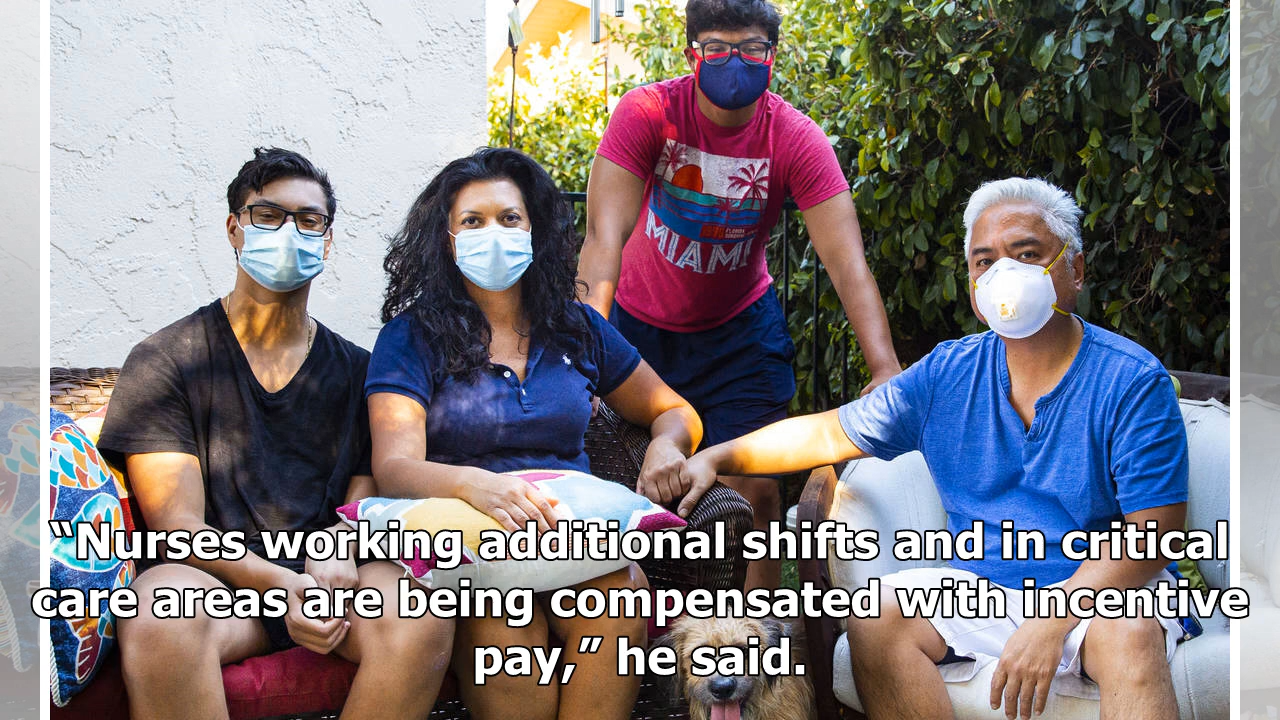 MIAMI
“Nurses working additional shifts and in critical
care areas are being compensated with incentive
pay,” he said.